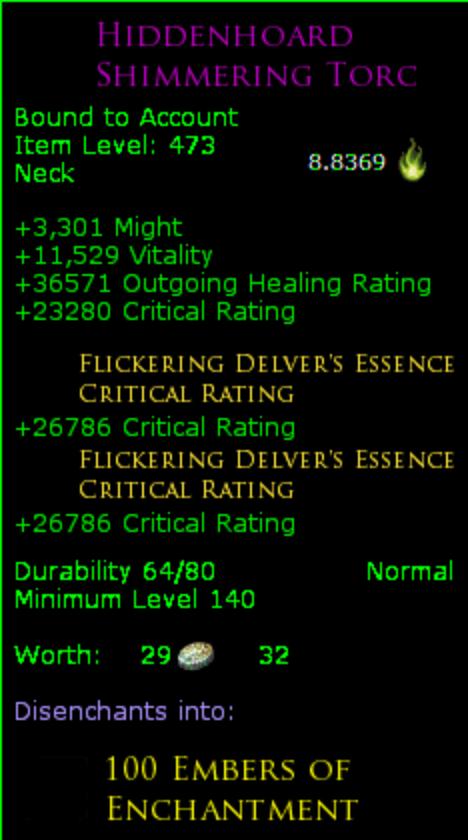 Hiddenhoard
Shimmering Torc
Bound to Account
Item Level: 473
8.8369
Neck
+3,301 Might
+11,529 Vitality
+36571 Outgoing Healing Rating
+23280 Critical Rating
Flickering Delver's Essence
Critical Rating
+26786 Critical Rating
Flickering Delver's Essence
Critical Rating
+26786 Critical Rating
Durability 64/80 Normal
Minimum Level 140
Worth: 29 32
Disenchants into:
100 Embers of
Enchantment